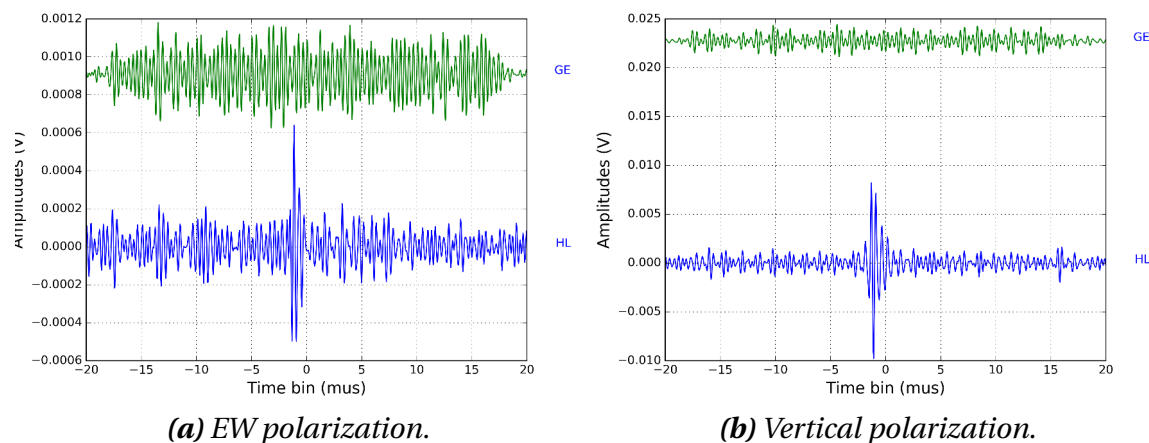 0.0012
0.0010
0.0008
0.0006
0.0004
0.0002
0.0000
−0.0002
−0.0004
−0.0006
Amplitudes (V)
GE
HL
−20 −15 −10 −5 0 5 10 15 20
Time bin (mus)
(a) EW polarization.
0.025
0.020
0.015
0.010
0.005
0.000
−0.005
−0.010
Amplitudes (V)
GE
HL
−20 −15 −10 −5 0 5 10 15 20
Time bin (mus)
(b) Vertical polarization.